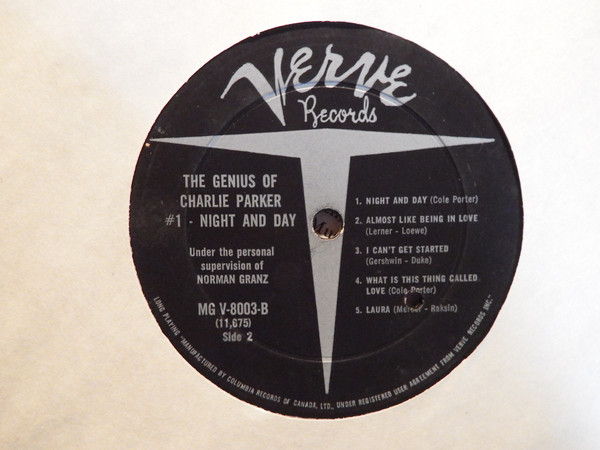 Verve
Records
THE GENIUS OF
CHARLIE PARKER
#1 - NIGHT AND DAY
Under the personal
supervision of
NORMAN GRANZ
MG V-8003-B
(11,675)
Side 2
1. NIGHT AND DAY (Cole Porter)
2. ALMOST LIKE BEING IN LOVE
(Lerner - Loewe)
3. I CAN'T GET STARTED
(Gershwin - Duke)
4. WHAT IS THIS THING CALLED
LOVE (Cole Porter)
5. LAURA (Mercer - Raksin)
LONG PLAYING "MANUFACTURED BY COLUMBIA RECORDS OF CANADA, LTD., UNDER REGISTERED USER AGREEMENT FROM VERVE RECORDS INC."